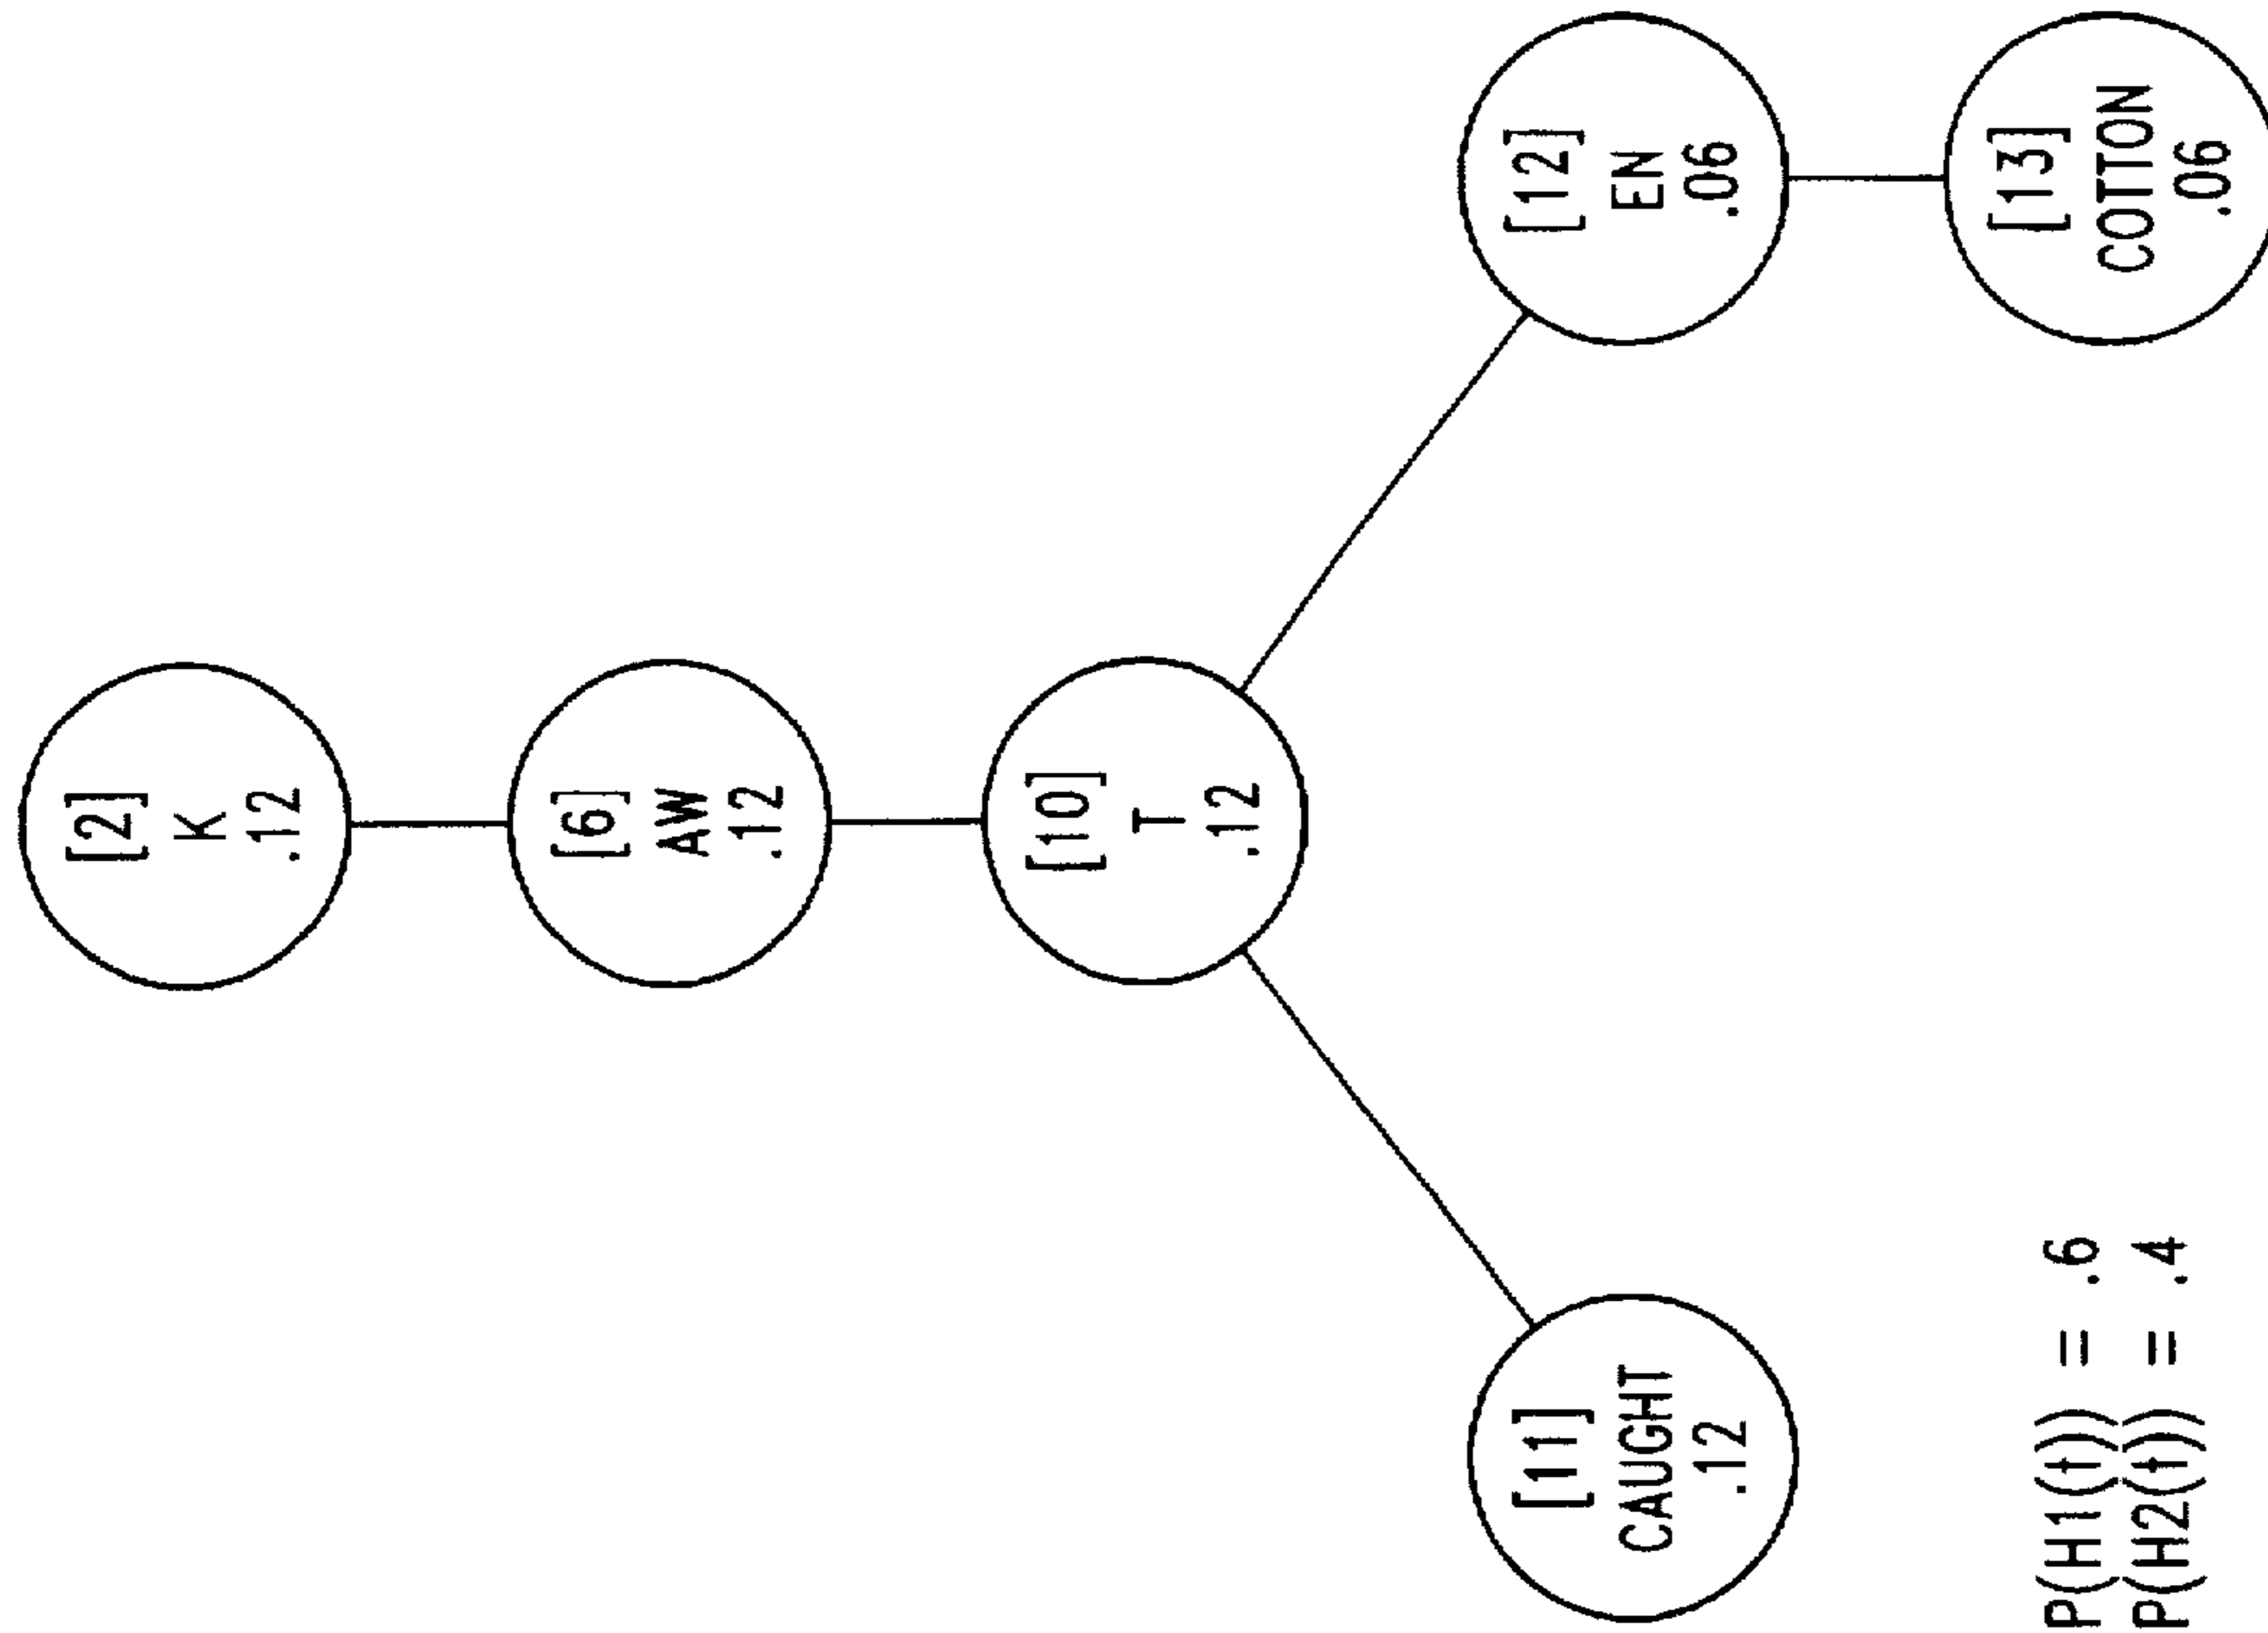 [2]
K
.12
[6]
AW
.12
[10]
T
.12
[11]
CAUGHT
.12
[12]
EN
.06
[13]
COTTON
.06
P(H1(t)) = .6
P(H2(t)) = .4